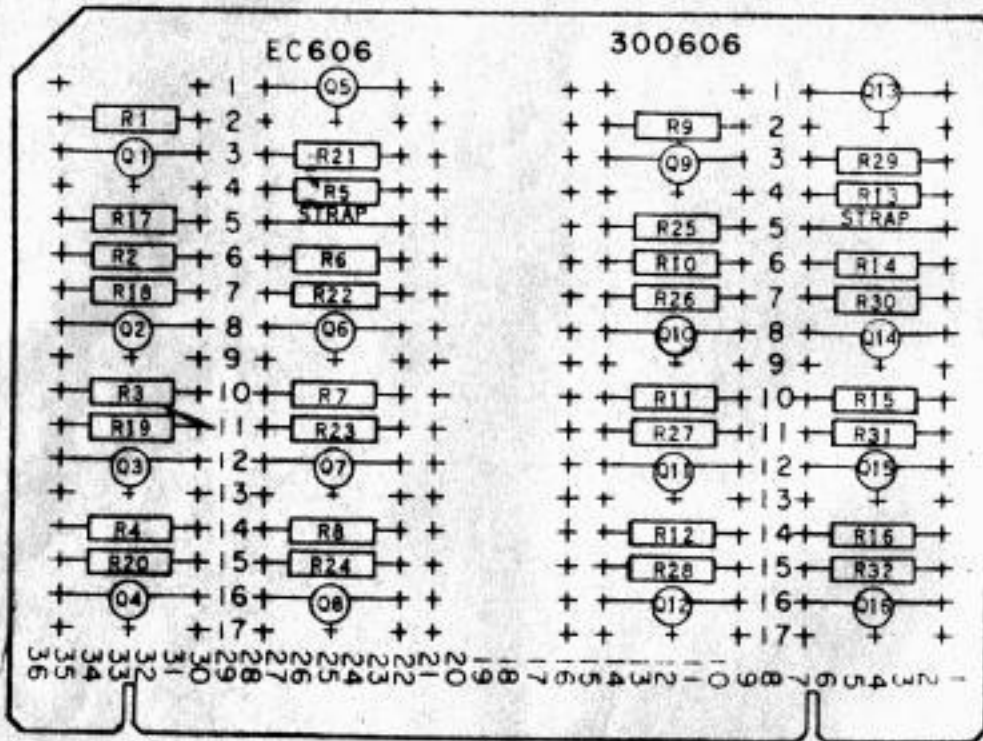 EC606 300606
1 Q5 1 Q13
R1 2 R9 2
Q1 3 R21 Q9 3 R29
4 R5 4 R13
R17 5 STRAP R25 5 STRAP
R2 6 R6 R10 6 R14
R18 7 R22 R26 7 R30
Q2 8 Q6 Q10 8 Q14
9 9
R3 10 R7 R11 10 R15
R19 11 R23 R27 11 R31
Q3 12 Q7 Q11 12 Q15
13 13
R4 14 R8 R12 14 R16
R20 15 R24 R28 15 R32
Q4 16 Q8 Q12 16 Q16
17 17
36 35 34 33 32 31 30 29 28 27 26 25 24 23 22 21 20 19 18 17 16 15 14 13 12 11 10 9 8 7 6 5 4 3 2 1